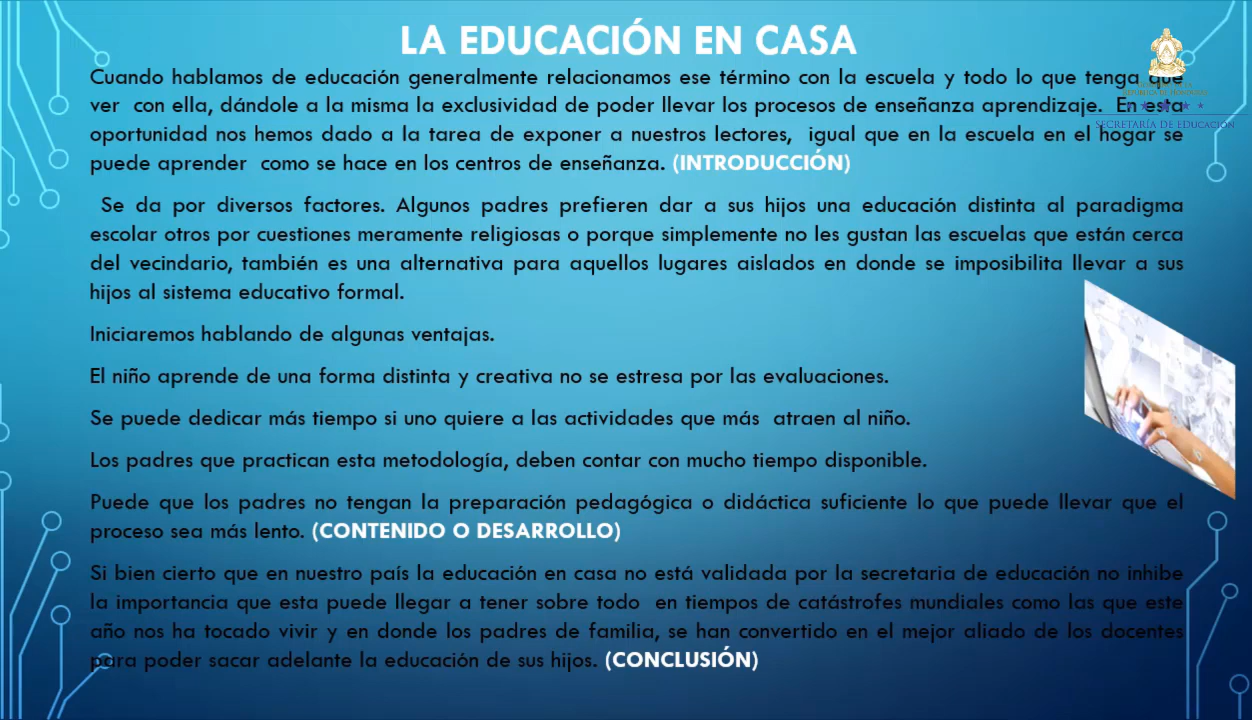 LA EDUCACIÓN EN CASA
Cuando hablamos de educación generalmente relacionamos ese término con la escuela y todo lo que tenga que
ver con ella, dándole a la misma la exclusividad de poder llevar los procesos de enseñanza aprendizaje. En esta
oportunidad nos hemos dado a la tarea de exponer a nuestros lectores, igual que en la escuela en el hogar se
puede aprender como se hace en los centros de enseñanza. (INTRODUCCIÓN)
Se da por diversos factores. Algunos padres prefieren dar a sus hijos una educación distinta al paradigma
escolar otros por cuestiones meramente religiosas o porque simplemente no les gustan las escuelas que están cerca
del vecindario, también es una alternativa para aquellos lugares aislados en donde se imposibilita llevar a sus
hijos al sistema educativo formal.
Iniciaremos hablando de algunas ventajas.
El niño aprende de una forma distinta y creativa no se estresa por las evaluaciones.
Se puede dedicar más tiempo si uno quiere a las actividades que más atraen al niño.
Los padres que practican esta metodología, deben contar con mucho tiempo disponible.
Puede que los padres no tengan la preparación pedagógica o didáctica suficiente lo que puede llevar que el
proceso sea más lento. (CONTENIDO O DESARROLLO)
Si bien cierto que en nuestro país la educación en casa no está validada por la secretaria de educación no inhibe
la importancia que esta puede llegar a tener sobre todo en tiempos de catástrofes mundiales como las que este
año nos ha tocado vivir y en donde los padres de familia, se han convertido en el mejor aliado de los docentes
para poder sacar adelante la educación de sus hijos. (CONCLUSIÓN)
REPÚBLICA DE HONDURAS
SECRETARÍA DE EDUCACIÓN